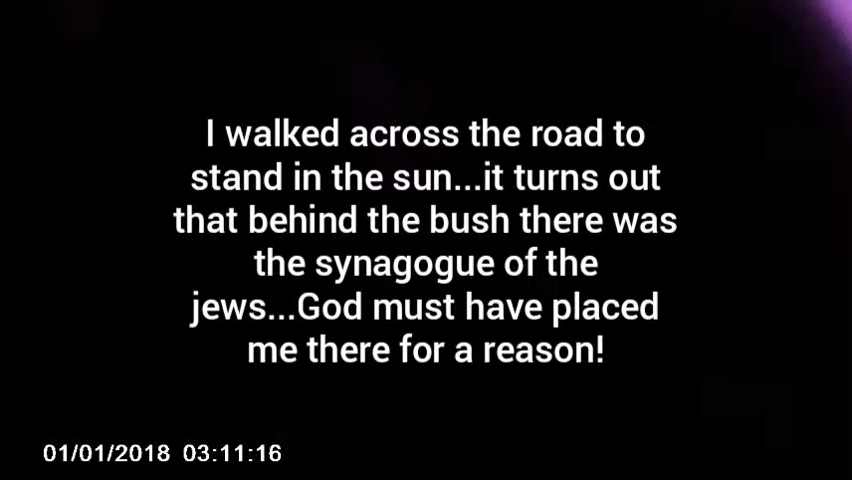 I walked across the road to
stand in the sun...it turns out
that behind the bush there was
the synagogue of the
jews...God must have placed
me there for a reason!
01/01/2018 03:11:16